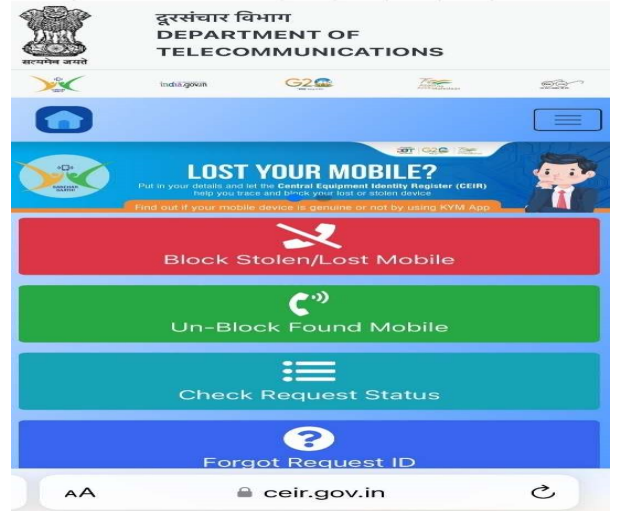 दूरसंचार विभाग
DEPARTMENT OF
TELECOMMUNICATIONS
सत्यमेव जयते
india.gov.in
G20
LOST YOUR MOBILE?
Put in your details and let the Central Equipment Identity Register (CEIR)
help you trace and block your lost or stolen device
Find out if your mobile device is genuine or not by using KYM App
Block Stolen/Lost Mobile
Un-Block Found Mobile
Check Request Status
Forgot Request ID
AA
ceir.gov.in